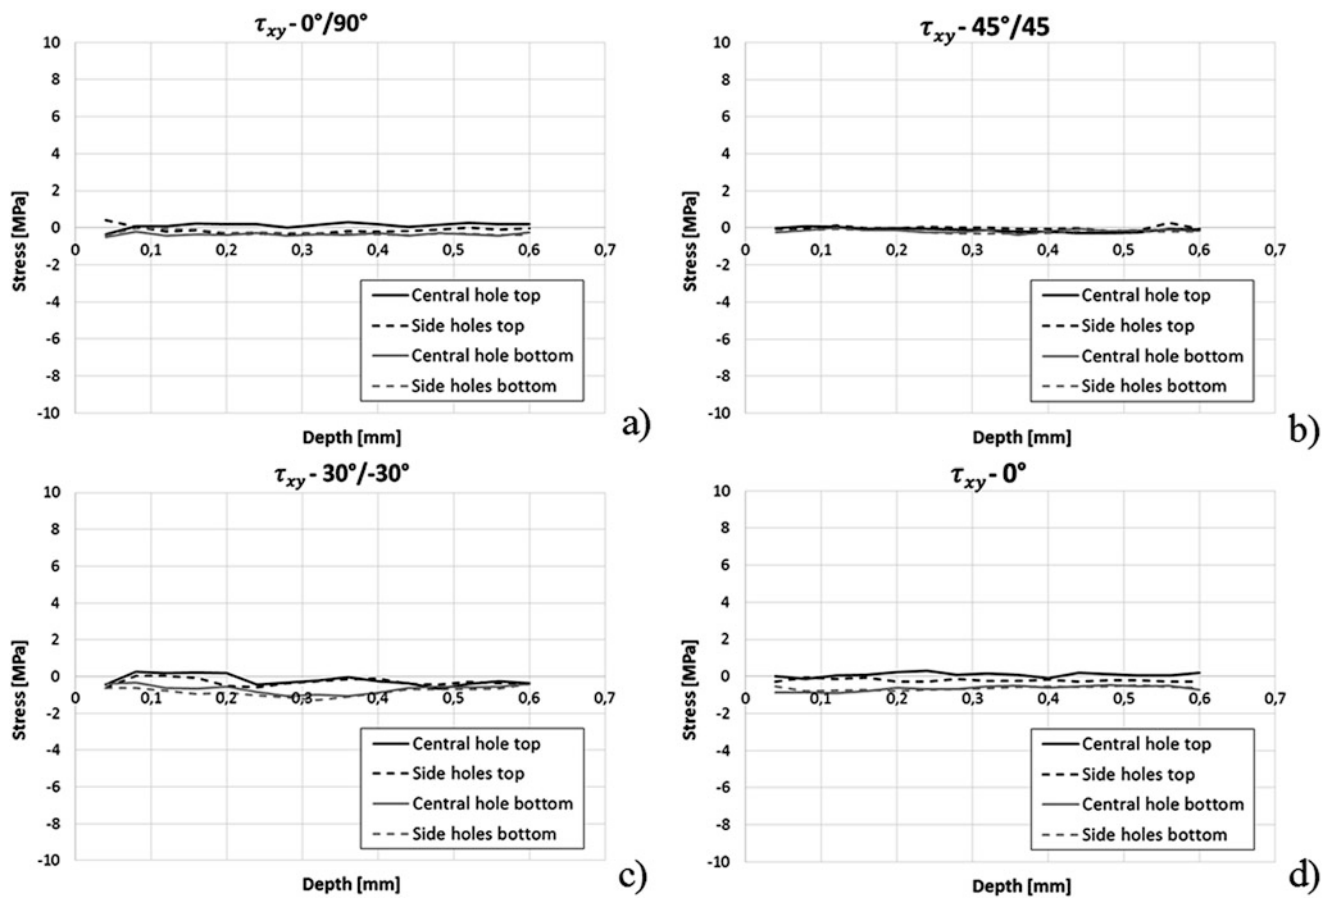 τxy - 0°/90°
10
8
6
4
2
0
-2
-4
-6
-8
-10
0 0,1 0,2 0,3 0,4 0,5 0,6 0,7
Stress [MPa]
Depth [mm]
Central hole top
Side holes top
Central hole bottom
Side holes bottom
a)
τxy - 45°/45
10
8
6
4
2
0
-2
-4
-6
-8
-10
0 0,1 0,2 0,3 0,4 0,5 0,6 0,7
Stress [MPa]
Depth [mm]
Central hole top
Side holes top
Central hole bottom
Side holes bottom
b)
τxy - 30°/-30°
10
8
6
4
2
0
-2
-4
-6
-8
-10
0 0,1 0,2 0,3 0,4 0,5 0,6 0,7
Stress [MPa]
Depth [mm]
Central hole top
Side holes top
Central hole bottom
Side holes bottom
c)
τxy - 0°
10
8
6
4
2
0
-2
-4
-6
-8
-10
0 0,1 0,2 0,3 0,4 0,5 0,6 0,7
Stress [MPa]
Depth [mm]
Central hole top
Side holes top
Central hole bottom
Side holes bottom
d)